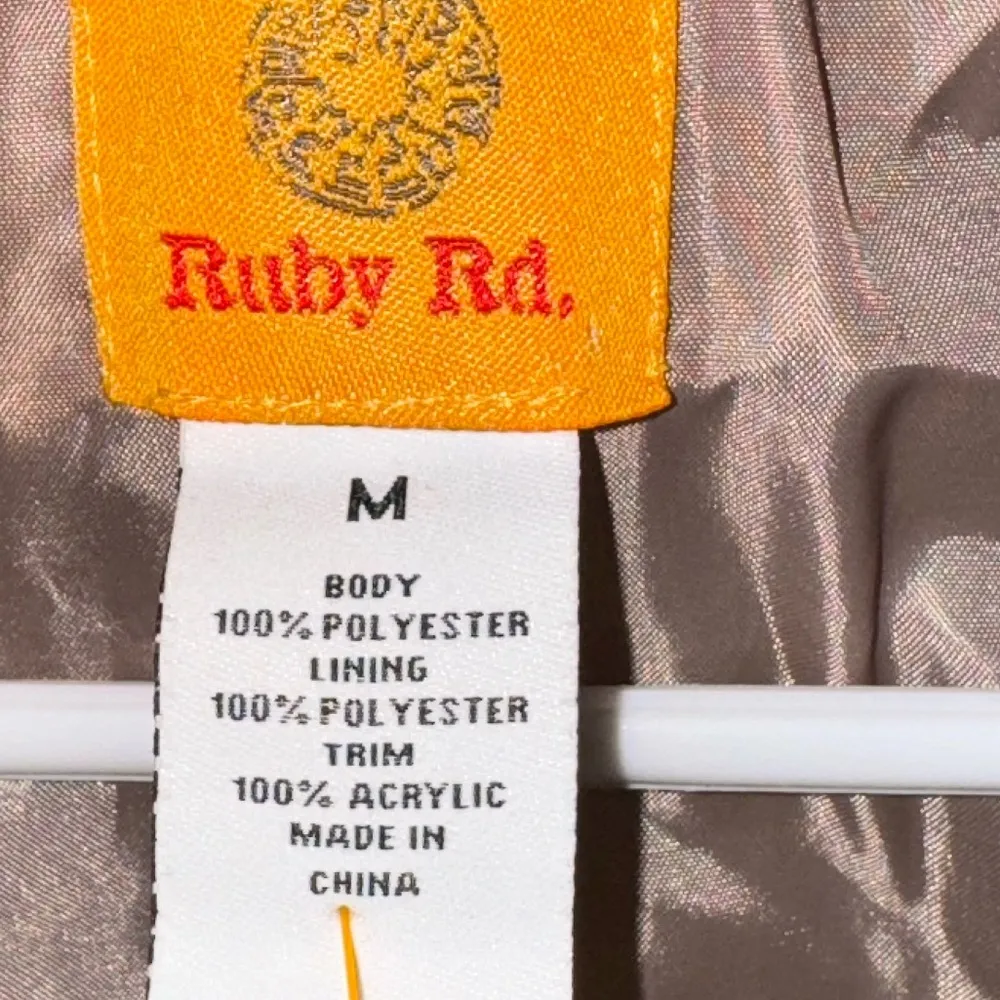 Ruby Rd.
M
BODY
100% POLYESTER
LINING
100% POLYESTER
TRIM
100% ACRYLIC
MADE IN
CHINA